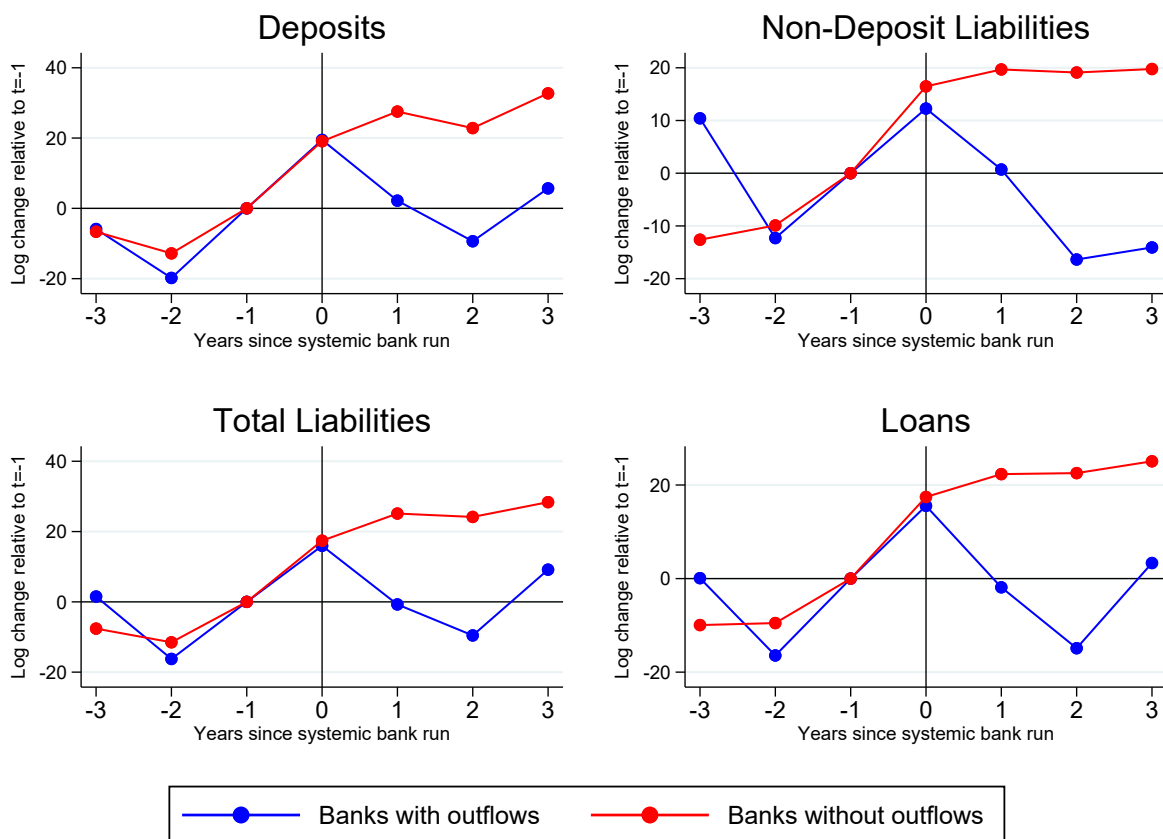 Deposits
Log change relative to t=-1
40
20
0
-20
-3 -2 -1 0 1 2 3
Years since systemic bank run
Non-Deposit Liabilities
Log change relative to t=-1
20
10
0
-10
-20
-3 -2 -1 0 1 2 3
Years since systemic bank run
Total Liabilities
Log change relative to t=-1
40
20
0
-20
-3 -2 -1 0 1 2 3
Years since systemic bank run
Loans
Log change relative to t=-1
20
0
-20
-3 -2 -1 0 1 2 3
Years since systemic bank run
Banks with outflows Banks without outflows